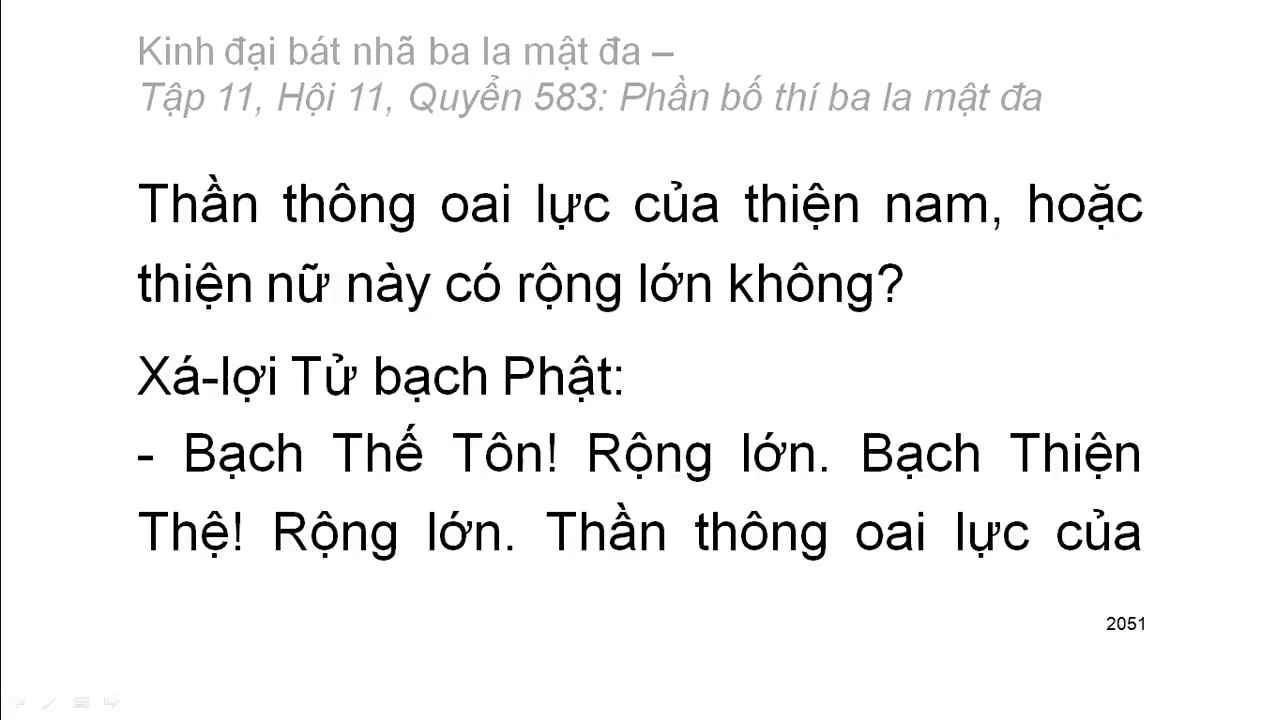 Kinh đại bát nhã ba la mật đa –
Tập 11, Hội 11, Quyển 583: Phần bố thí ba la mật đa
Thần thông oai lực của thiện nam, hoặc
thiện nữ này có rộng lớn không?
Xá-lợi Tử bạch Phật:
- Bạch Thế Tôn! Rộng lớn. Bạch Thiện
Thệ! Rộng lớn. Thần thông oai lực của
2051